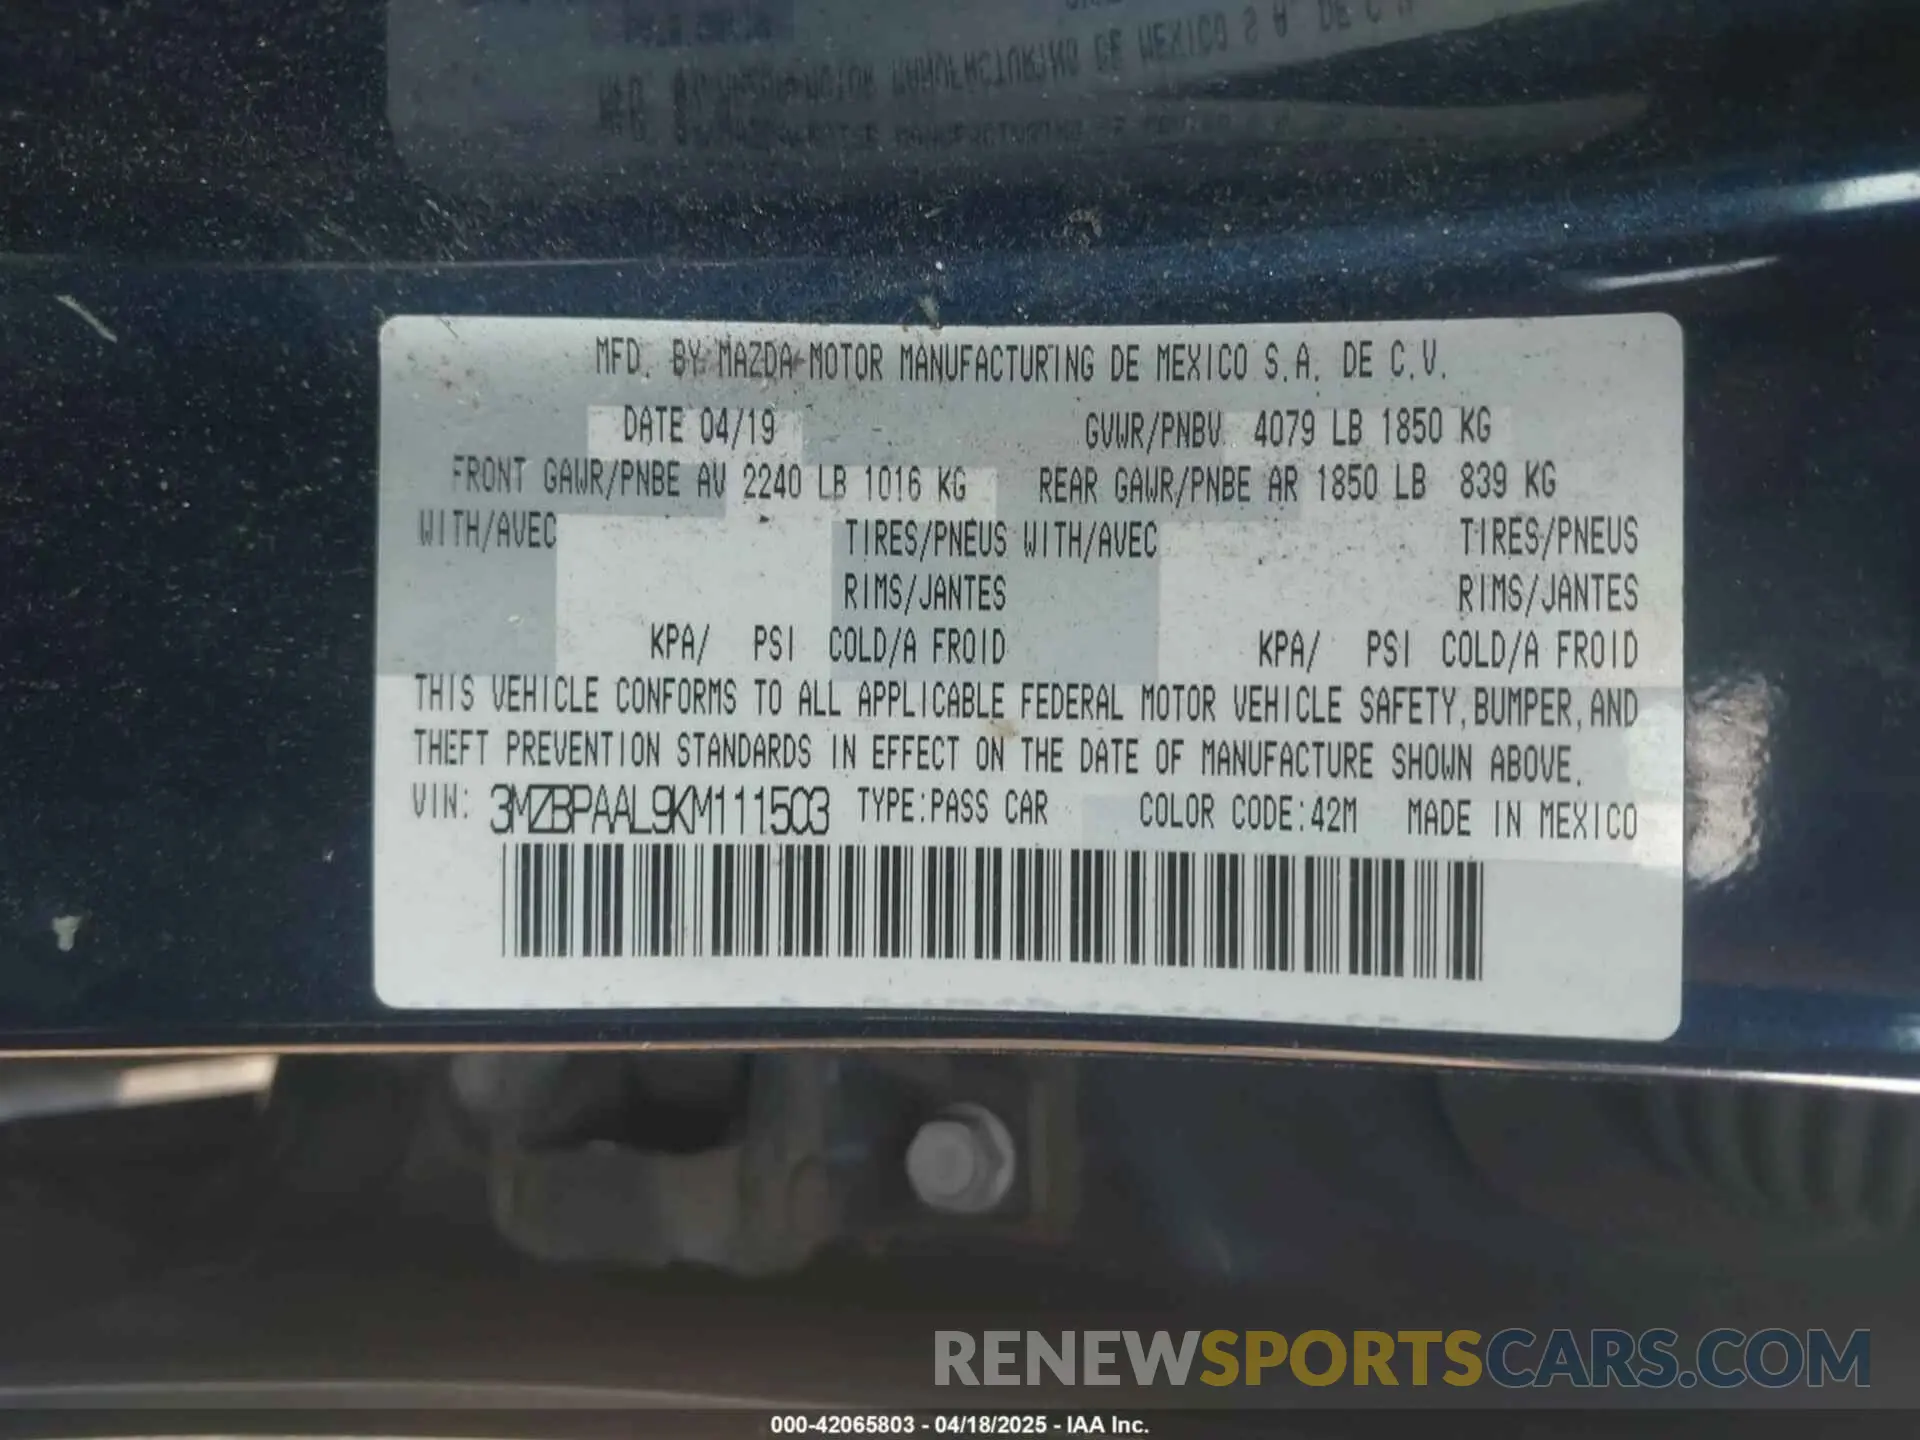 MFD. BY MAZDA MOTOR MANUFACTURING DE MEXICO S.A. DE C.V.
DATE 04/19 GVWR/PNBV 4079 LB 1850 KG
FRONT GAWR/PNBE AV 2240 LB 1016 KG REAR GAWR/PNBE AR 1850 LB 839 KG
WITH/AVEC TIRES/PNEUS WITH/AVEC TIRES/PNEUS
RIMS/JANTES RIMS/JANTES
KPA/ PSI COLD/A FROID KPA/ PSI COLD/A FROID
THIS VEHICLE CONFORMS TO ALL APPLICABLE FEDERAL MOTOR VEHICLE SAFETY, BUMPER, AND
THEFT PREVENTION STANDARDS IN EFFECT ON THE DATE OF MANUFACTURE SHOWN ABOVE.
VIN: 3MZBPAAL9KM111503 TYPE:PASS CAR COLOR CODE:42M MADE IN MEXICO
RENEWSPORTSCARS.COM
000-42065803 - 04/18/2025 - IAA Inc.